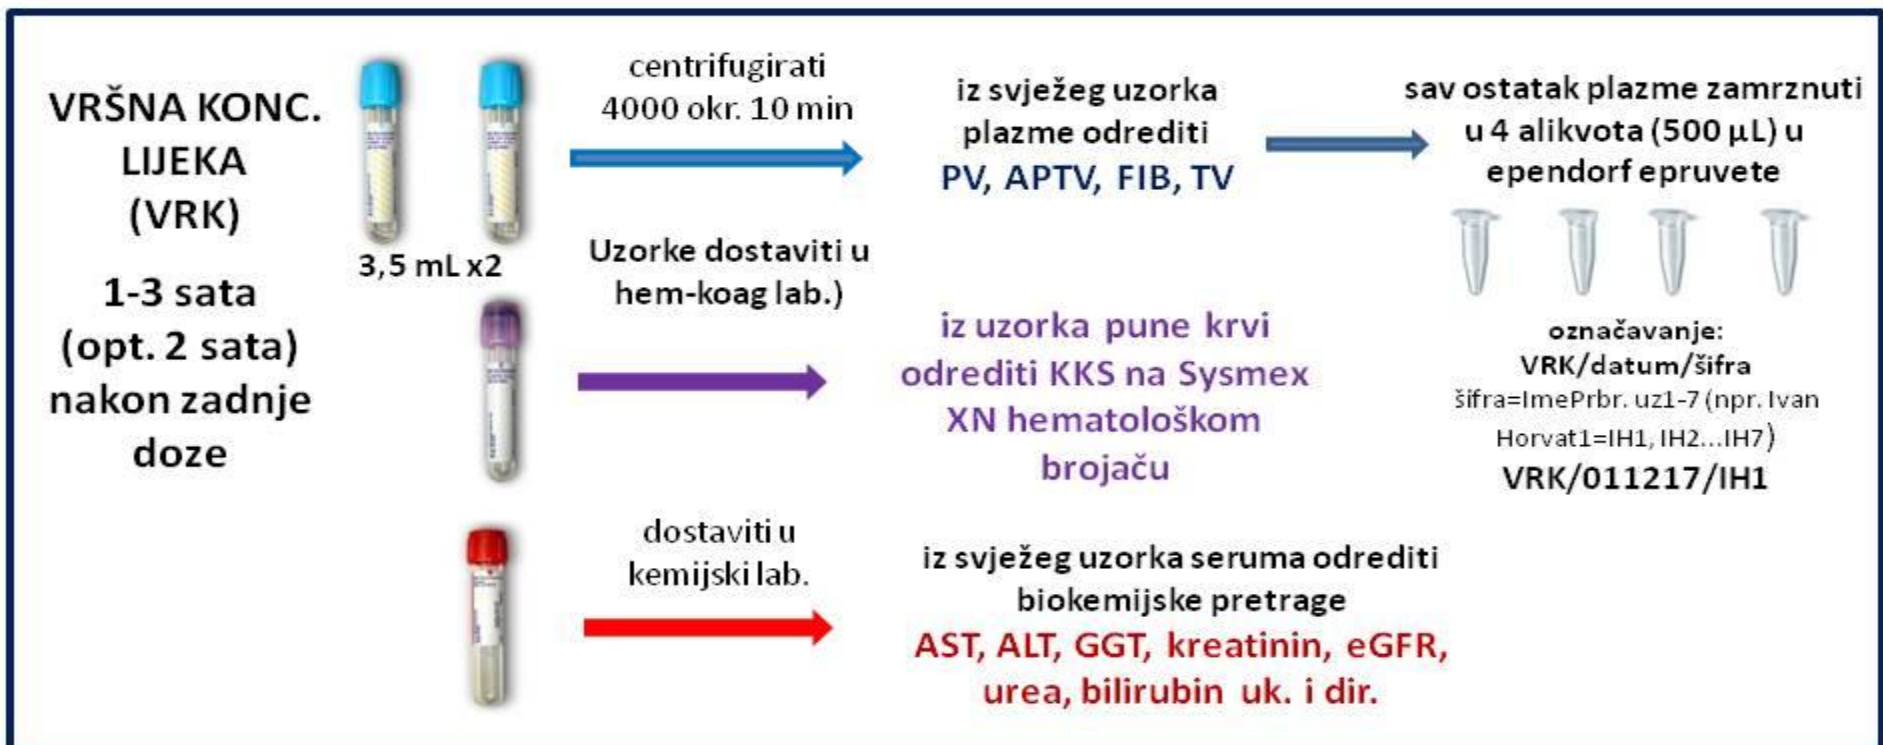 VRŠNA KONC.
LIJEKA
(VRK)
1-3 sata
(opt. 2 sata)
nakon zadnje
doze
3,5 mL x2
centrifugirati
4000 okr. 10 min
iz svježeg uzorka
plazme odrediti
PV, APTV, FIB, TV
sav ostatak plazme zamrznuti
u 4 alikvota (500 µL) u
ependorf epruvete
označavanje:
VRK/datum/šifra
šifra=ImePrbr. uz1-7 (npr. Ivan
Horvat1=IH1, IH2...IH7)
VRK/011217/IH1
Uzorke dostaviti u
hem-koag lab.)
iz uzorka pune krvi
odrediti KKS na Sysmex
XN hematološkom
brojaču
dostaviti u
kemijski lab.
iz svježeg uzorka seruma odrediti
biokemijske pretrage
AST, ALT, GGT, kreatinin, eGFR,
urea, bilirubin uk. i dir.